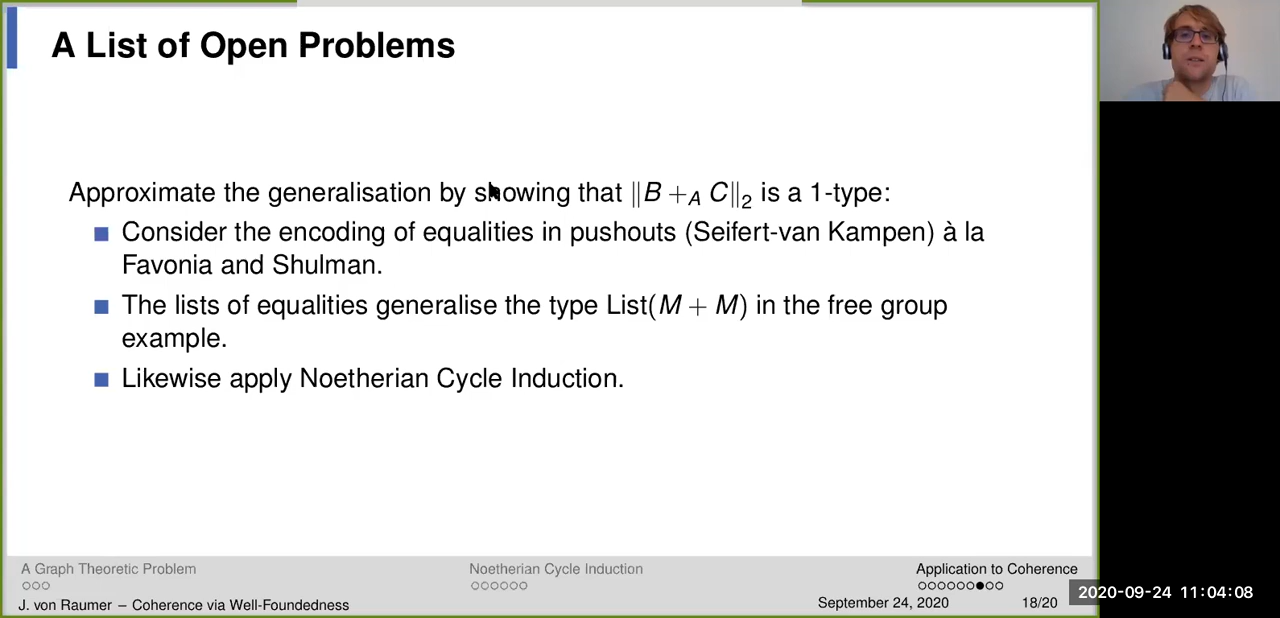 A List of Open Problems
Approximate the generalisation by showing that ‖B +_A C‖_2 is a 1-type:
Consider the encoding of equalities in pushouts (Seifert-van Kampen) à la
Favonia and Shulman.
The lists of equalities generalise the type List(M + M) in the free group
example.
Likewise apply Noetherian Cycle Induction.
A Graph Theoretic Problem
Noetherian Cycle Induction
Application to Coherence
J. von Raumer – Coherence via Well-Foundedness
September 24, 2020
18/20
2020-09-24 11:04:08